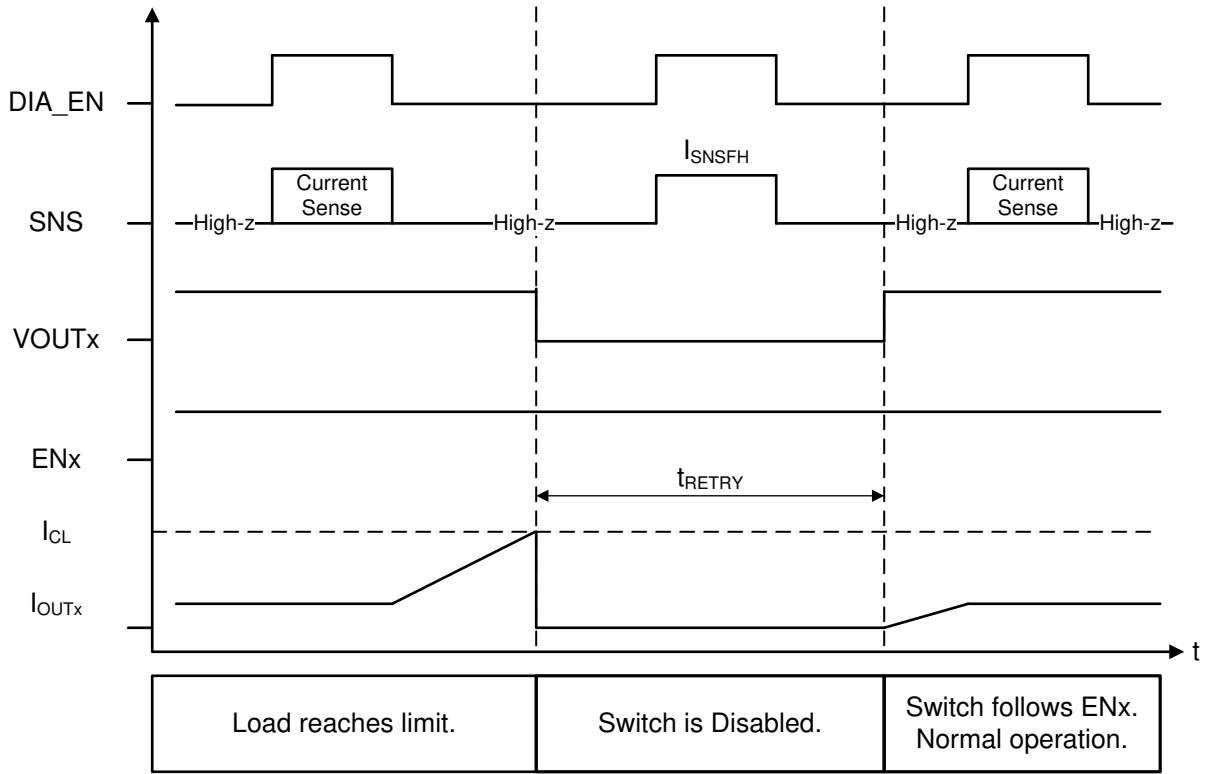 DIA_EN
I_SNSFH
Current
Sense
Current
Sense
SNS
High-z
High-z
High-z
High-z
VOUTx
ENx
t_RETRY
I_CL
I_OUTx
t
Load reaches limit.
Switch is Disabled.
Switch follows ENx.
Normal operation.